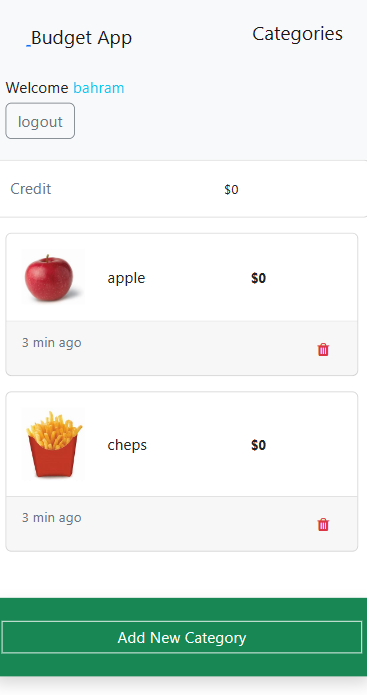 Budget App
Categories
Welcome bahram
logout
Credit $0
apple $0
3 min ago
cheps $0
3 min ago
Add New Category